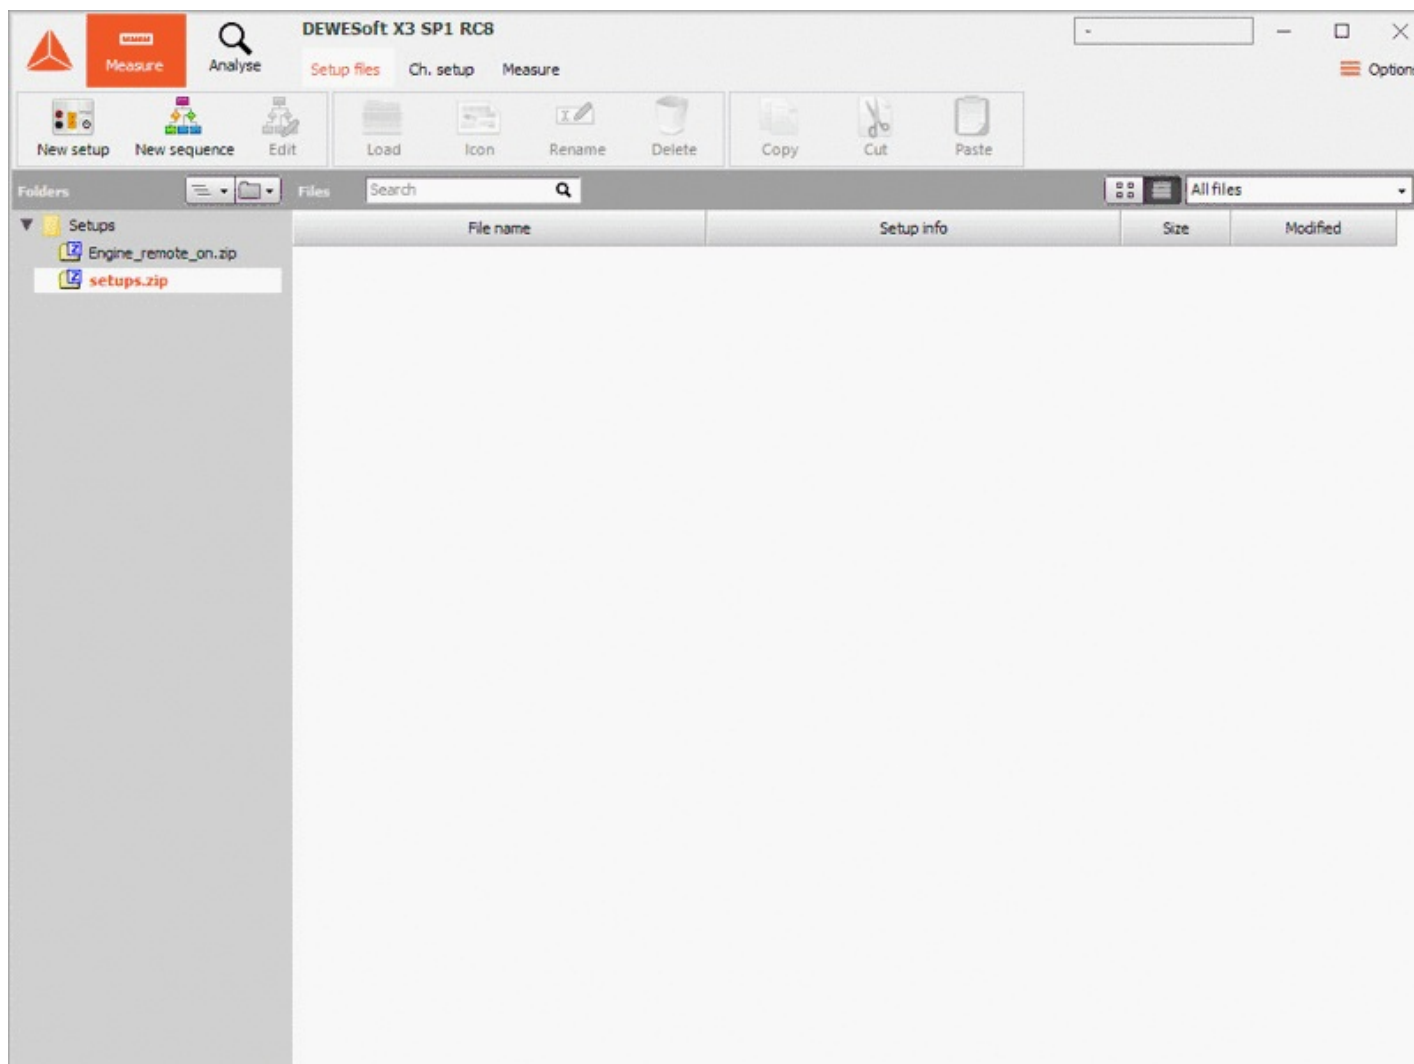 DEWESoft X3 SP1 RC8
-
Measure
Analyse
Setup files Ch. setup Measure
Options
New setup New sequence Edit Load Icon Rename Delete Copy Cut Paste
Folders Files Search All files
Setups
File name Setup info Size Modified
Engine_remote_on.zip
setups.zip